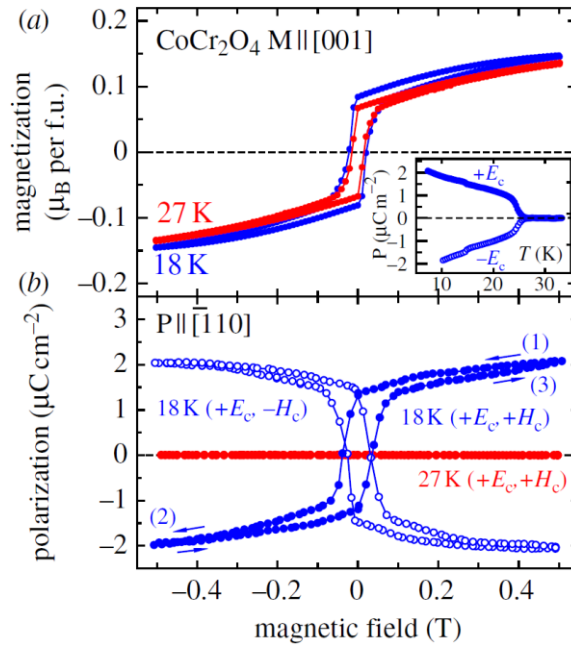 (a)
CoCr₂O₄ M||[001]
magnetization
(μB per f.u.)
0.2
0.1
0
−0.1
−0.2
27 K
18 K
P (μC m⁻²)
2
1
0
−1
−2
+Ec
−Ec
T (K)
10 20 30
(b)
P||[1̄10]
polarization (μC cm⁻²)
3
2
1
0
−1
−2
(1)
(3)
18 K (+Ec, −Hc)
18 K (+Ec, +Hc)
27 K (+Ec, +Hc)
(2)
−0.4 −0.2 0 0.2 0.4
magnetic field (T)